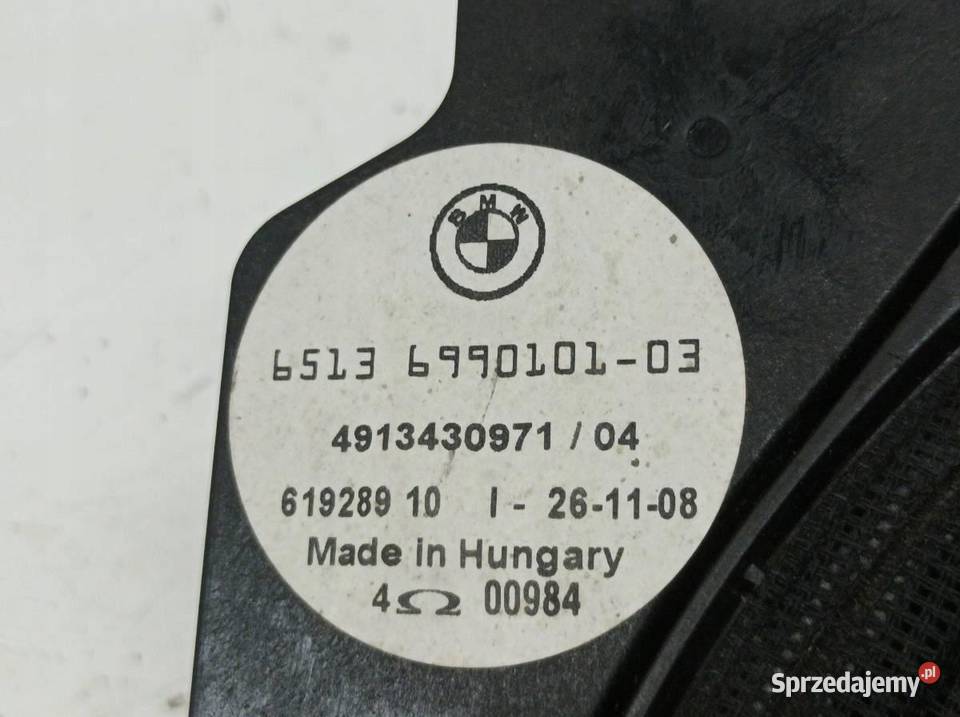 BMW
6513 6990101-03
4913430971 / 04
619289 10 I - 26-11-08
Made in Hungary
4Ω 00984
Sprzedajemy.pl